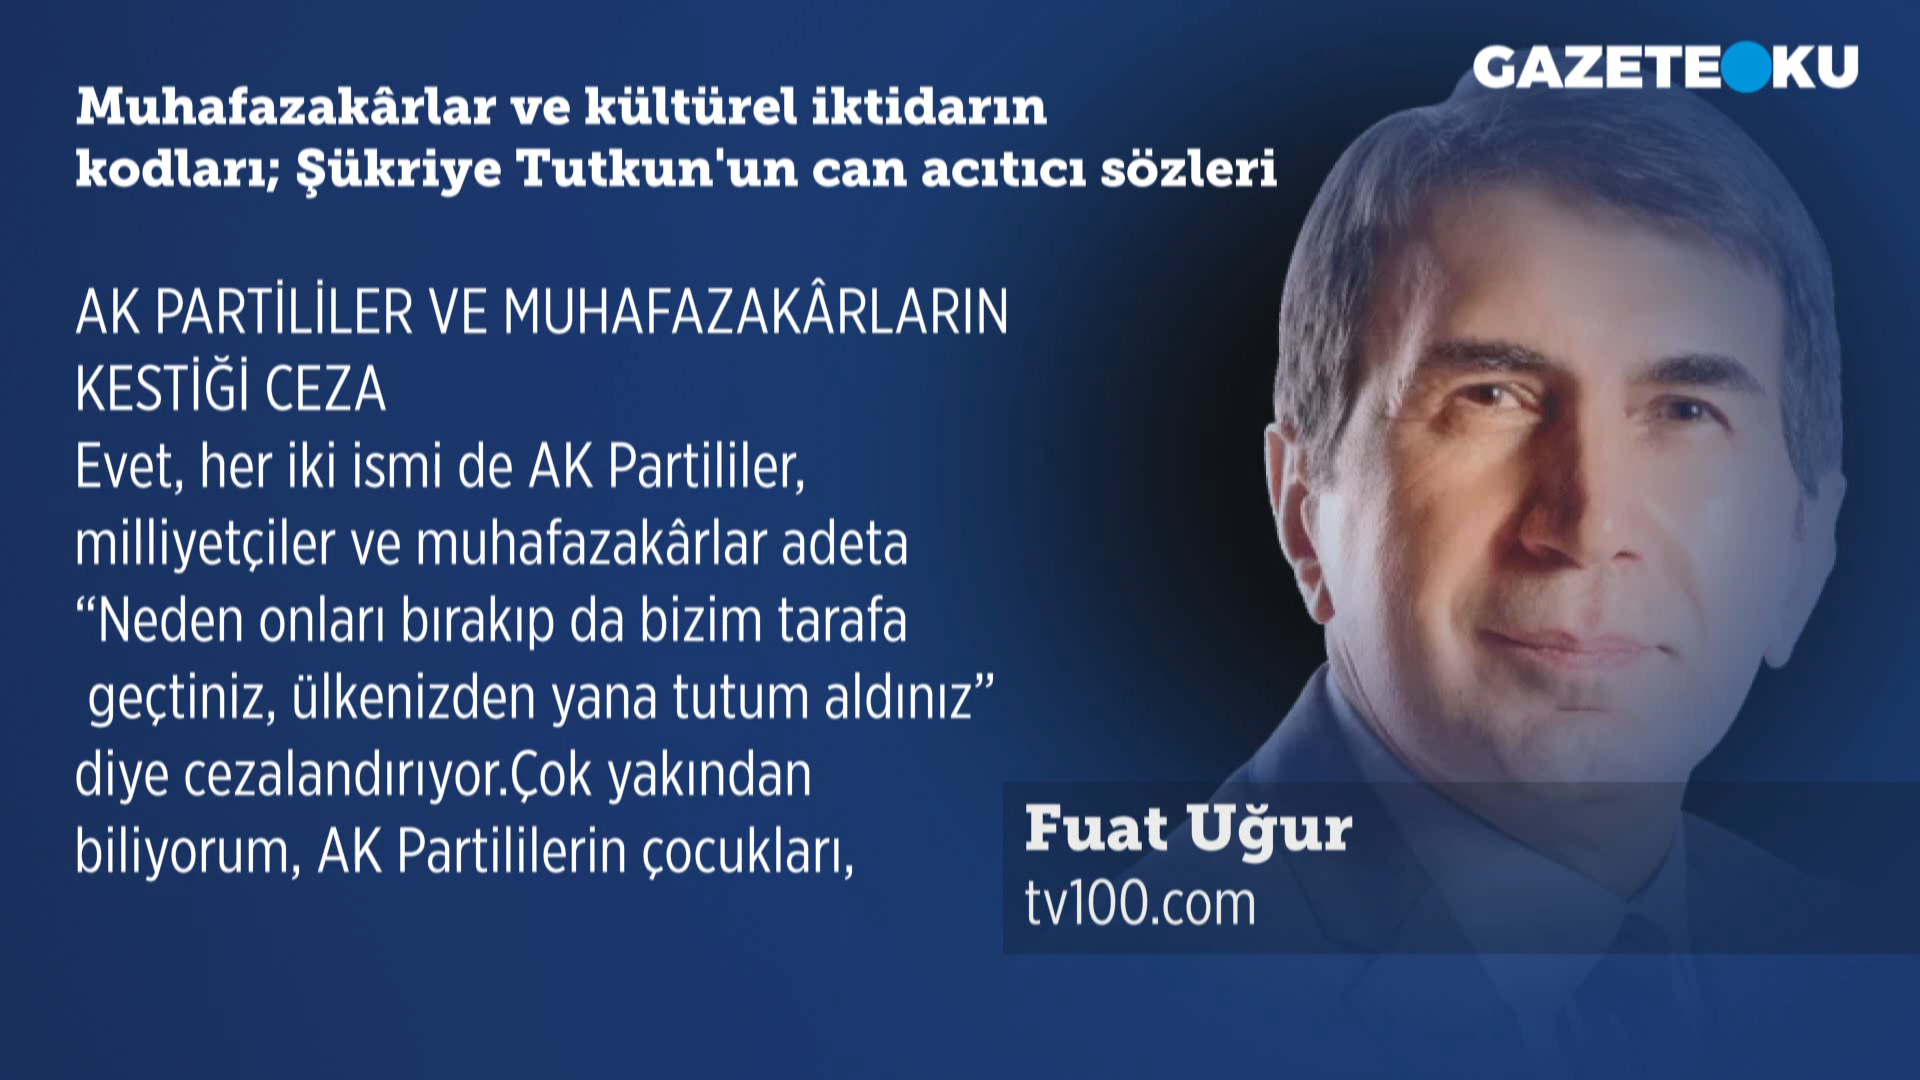 GAZETE OKU
Muhafazakârlar ve kültürel iktidarın
kodları; Şükriye Tutkun'un can acıtıcı sözleri
AK PARTİLİLER VE MUHAFAZAKÂRLARIN
KESTİĞİ CEZA
Evet, her iki ismi de AK Partililer,
milliyetçiler ve muhafazakârlar adeta
“Neden onları bırakıp da bizim tarafa
geçtiniz, ülkenizden yana tutum aldınız”
diye cezalandırıyor.Çok yakından
biliyorum, AK Partililerin çocukları,
Fuat Uğur
tv100.com